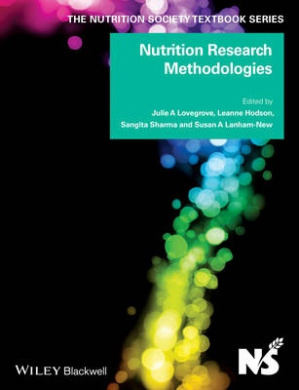 THE NUTRITION SOCIETY TEXTBOOK SERIES
Nutrition Research
Methodologies
Edited by
Julie A Lovegrove, Leanne Hodson,
Sangita Sharma and Susan A Lanham-New
WILEY Blackwell
NS